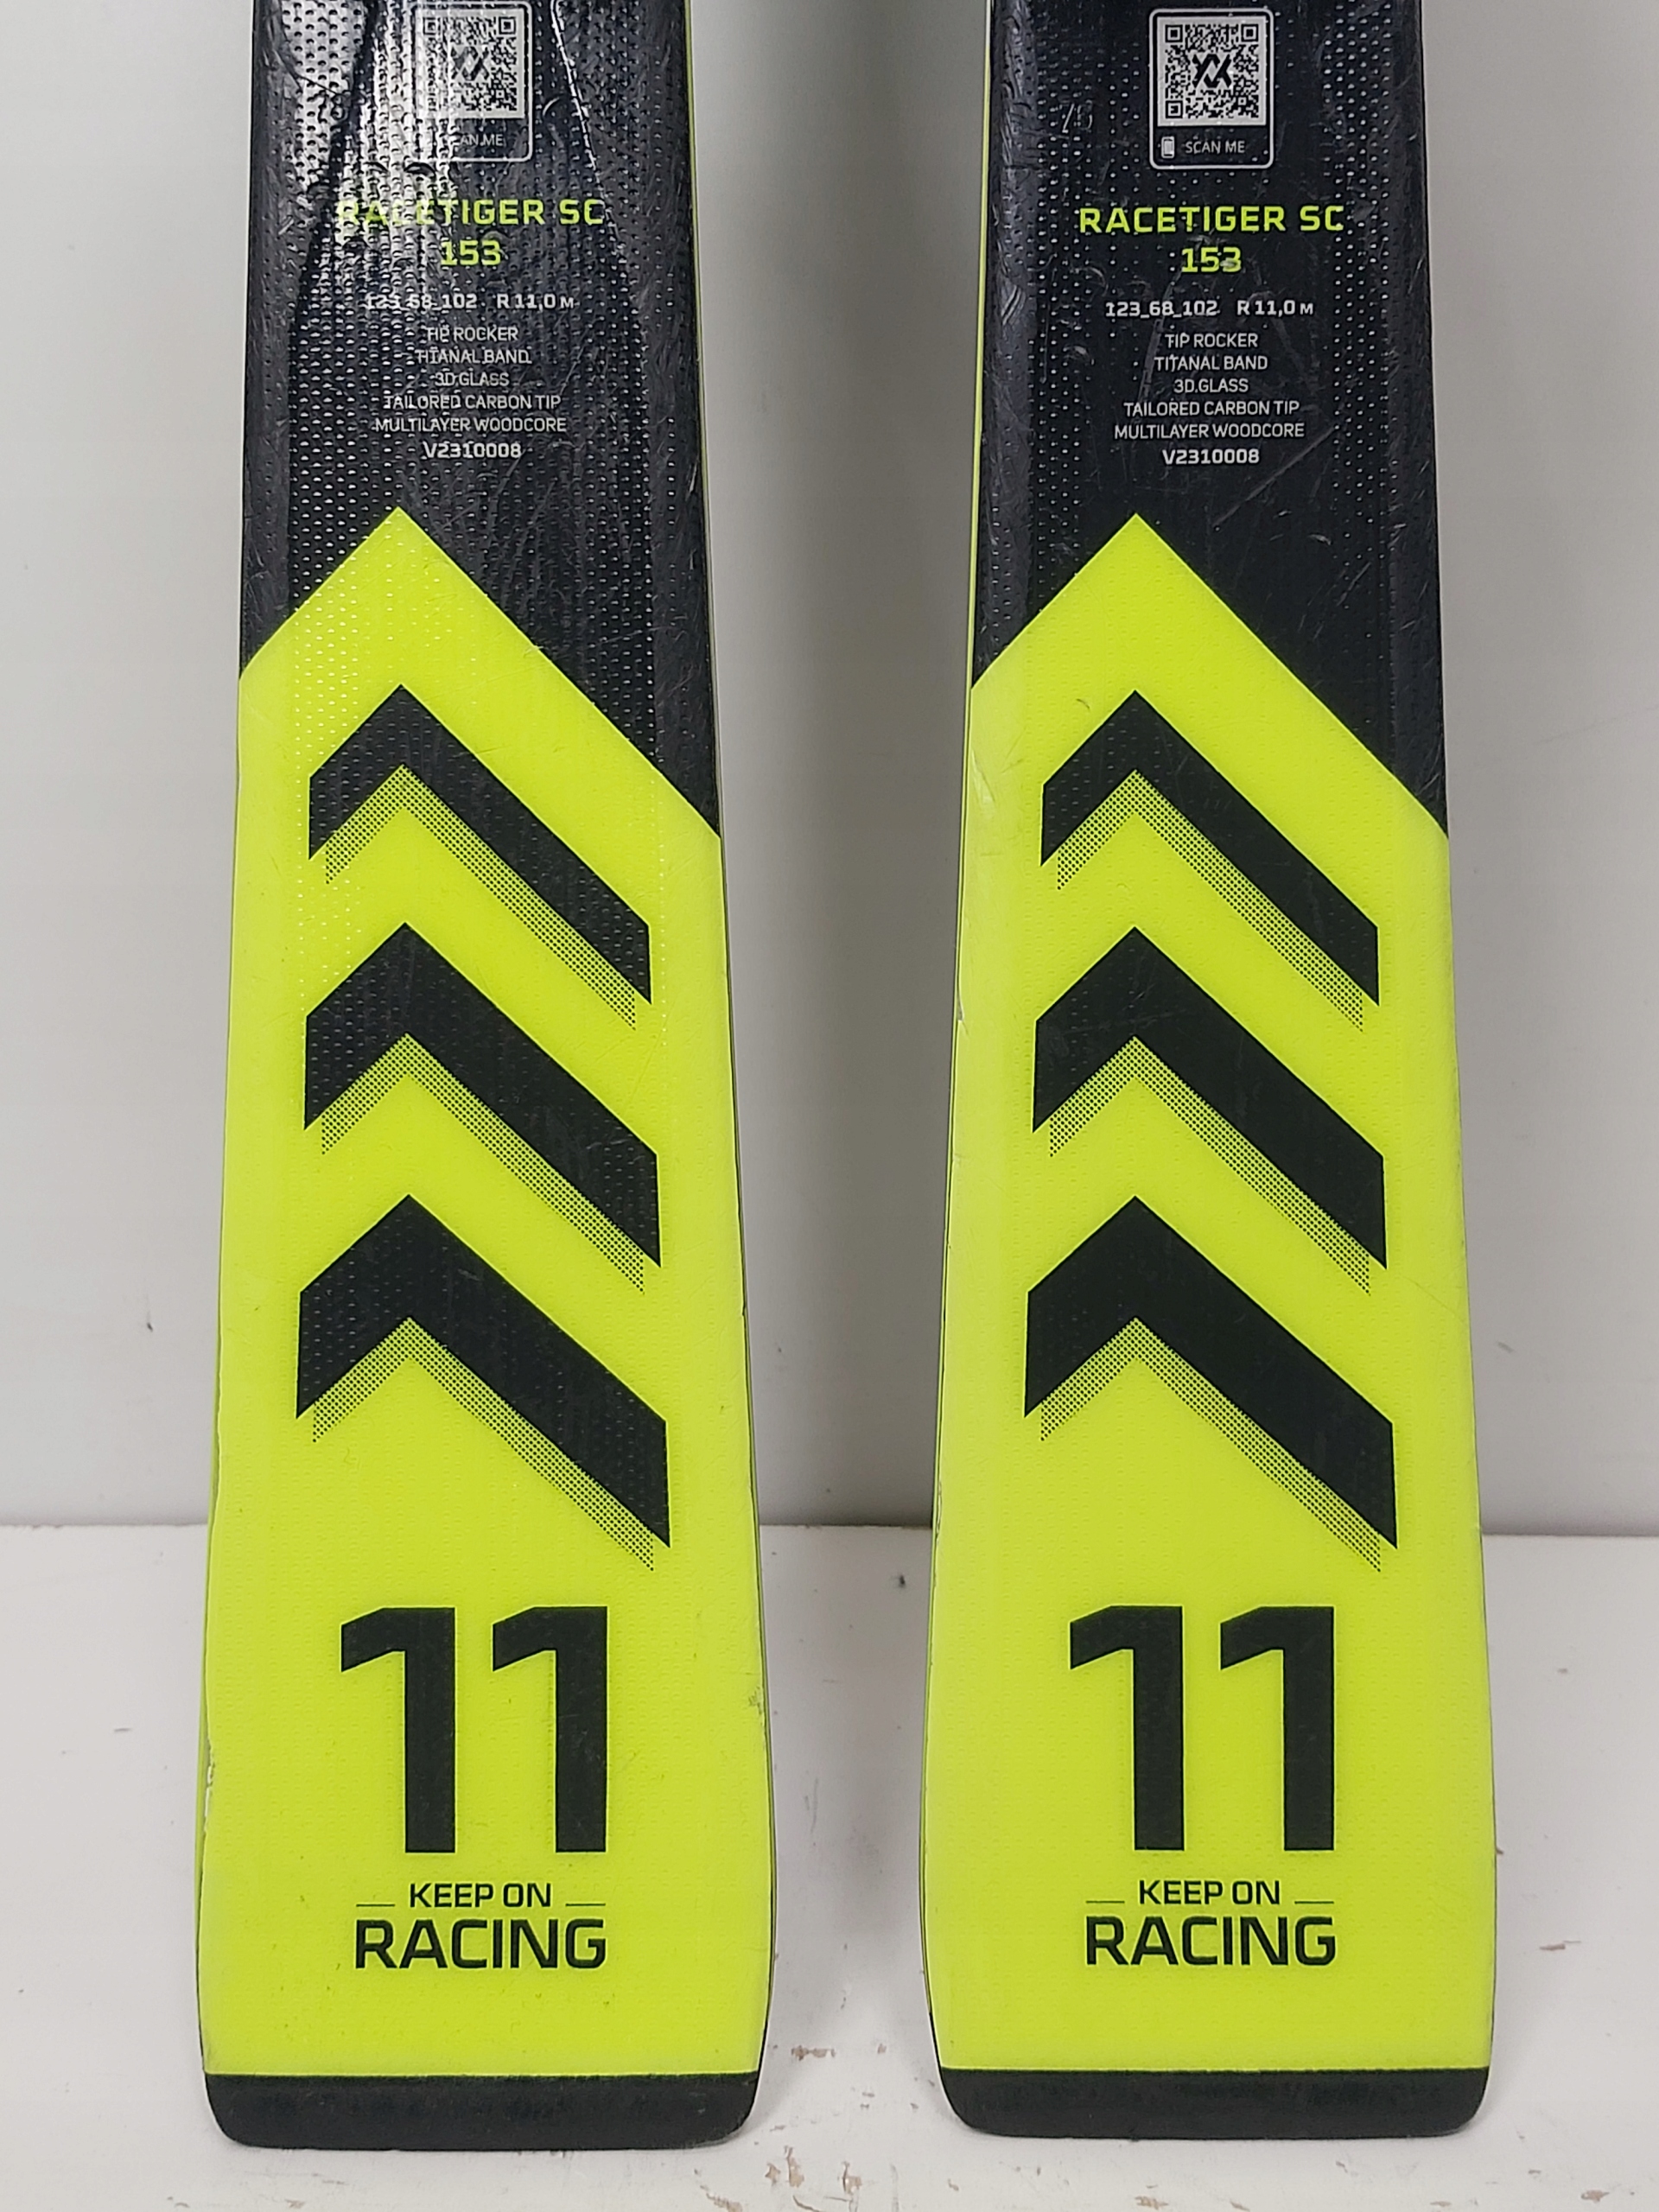 SCAN ME
RACETIGER SC
153
123_68_102 R 11,0 M
TIP ROCKER
TITANAL BAND
3D.GLASS
TAILORED CARBON TIP
MULTILAYER WOODCORE
V2310008
11
KEEP ON
RACING
SCAN ME
RACETIGER SC
153
123_68_102 R 11,0 M
TIP ROCKER
TITANAL BAND
3D.GLASS
TAILORED CARBON TIP
MULTILAYER WOODCORE
V2310008
11
KEEP ON
RACING